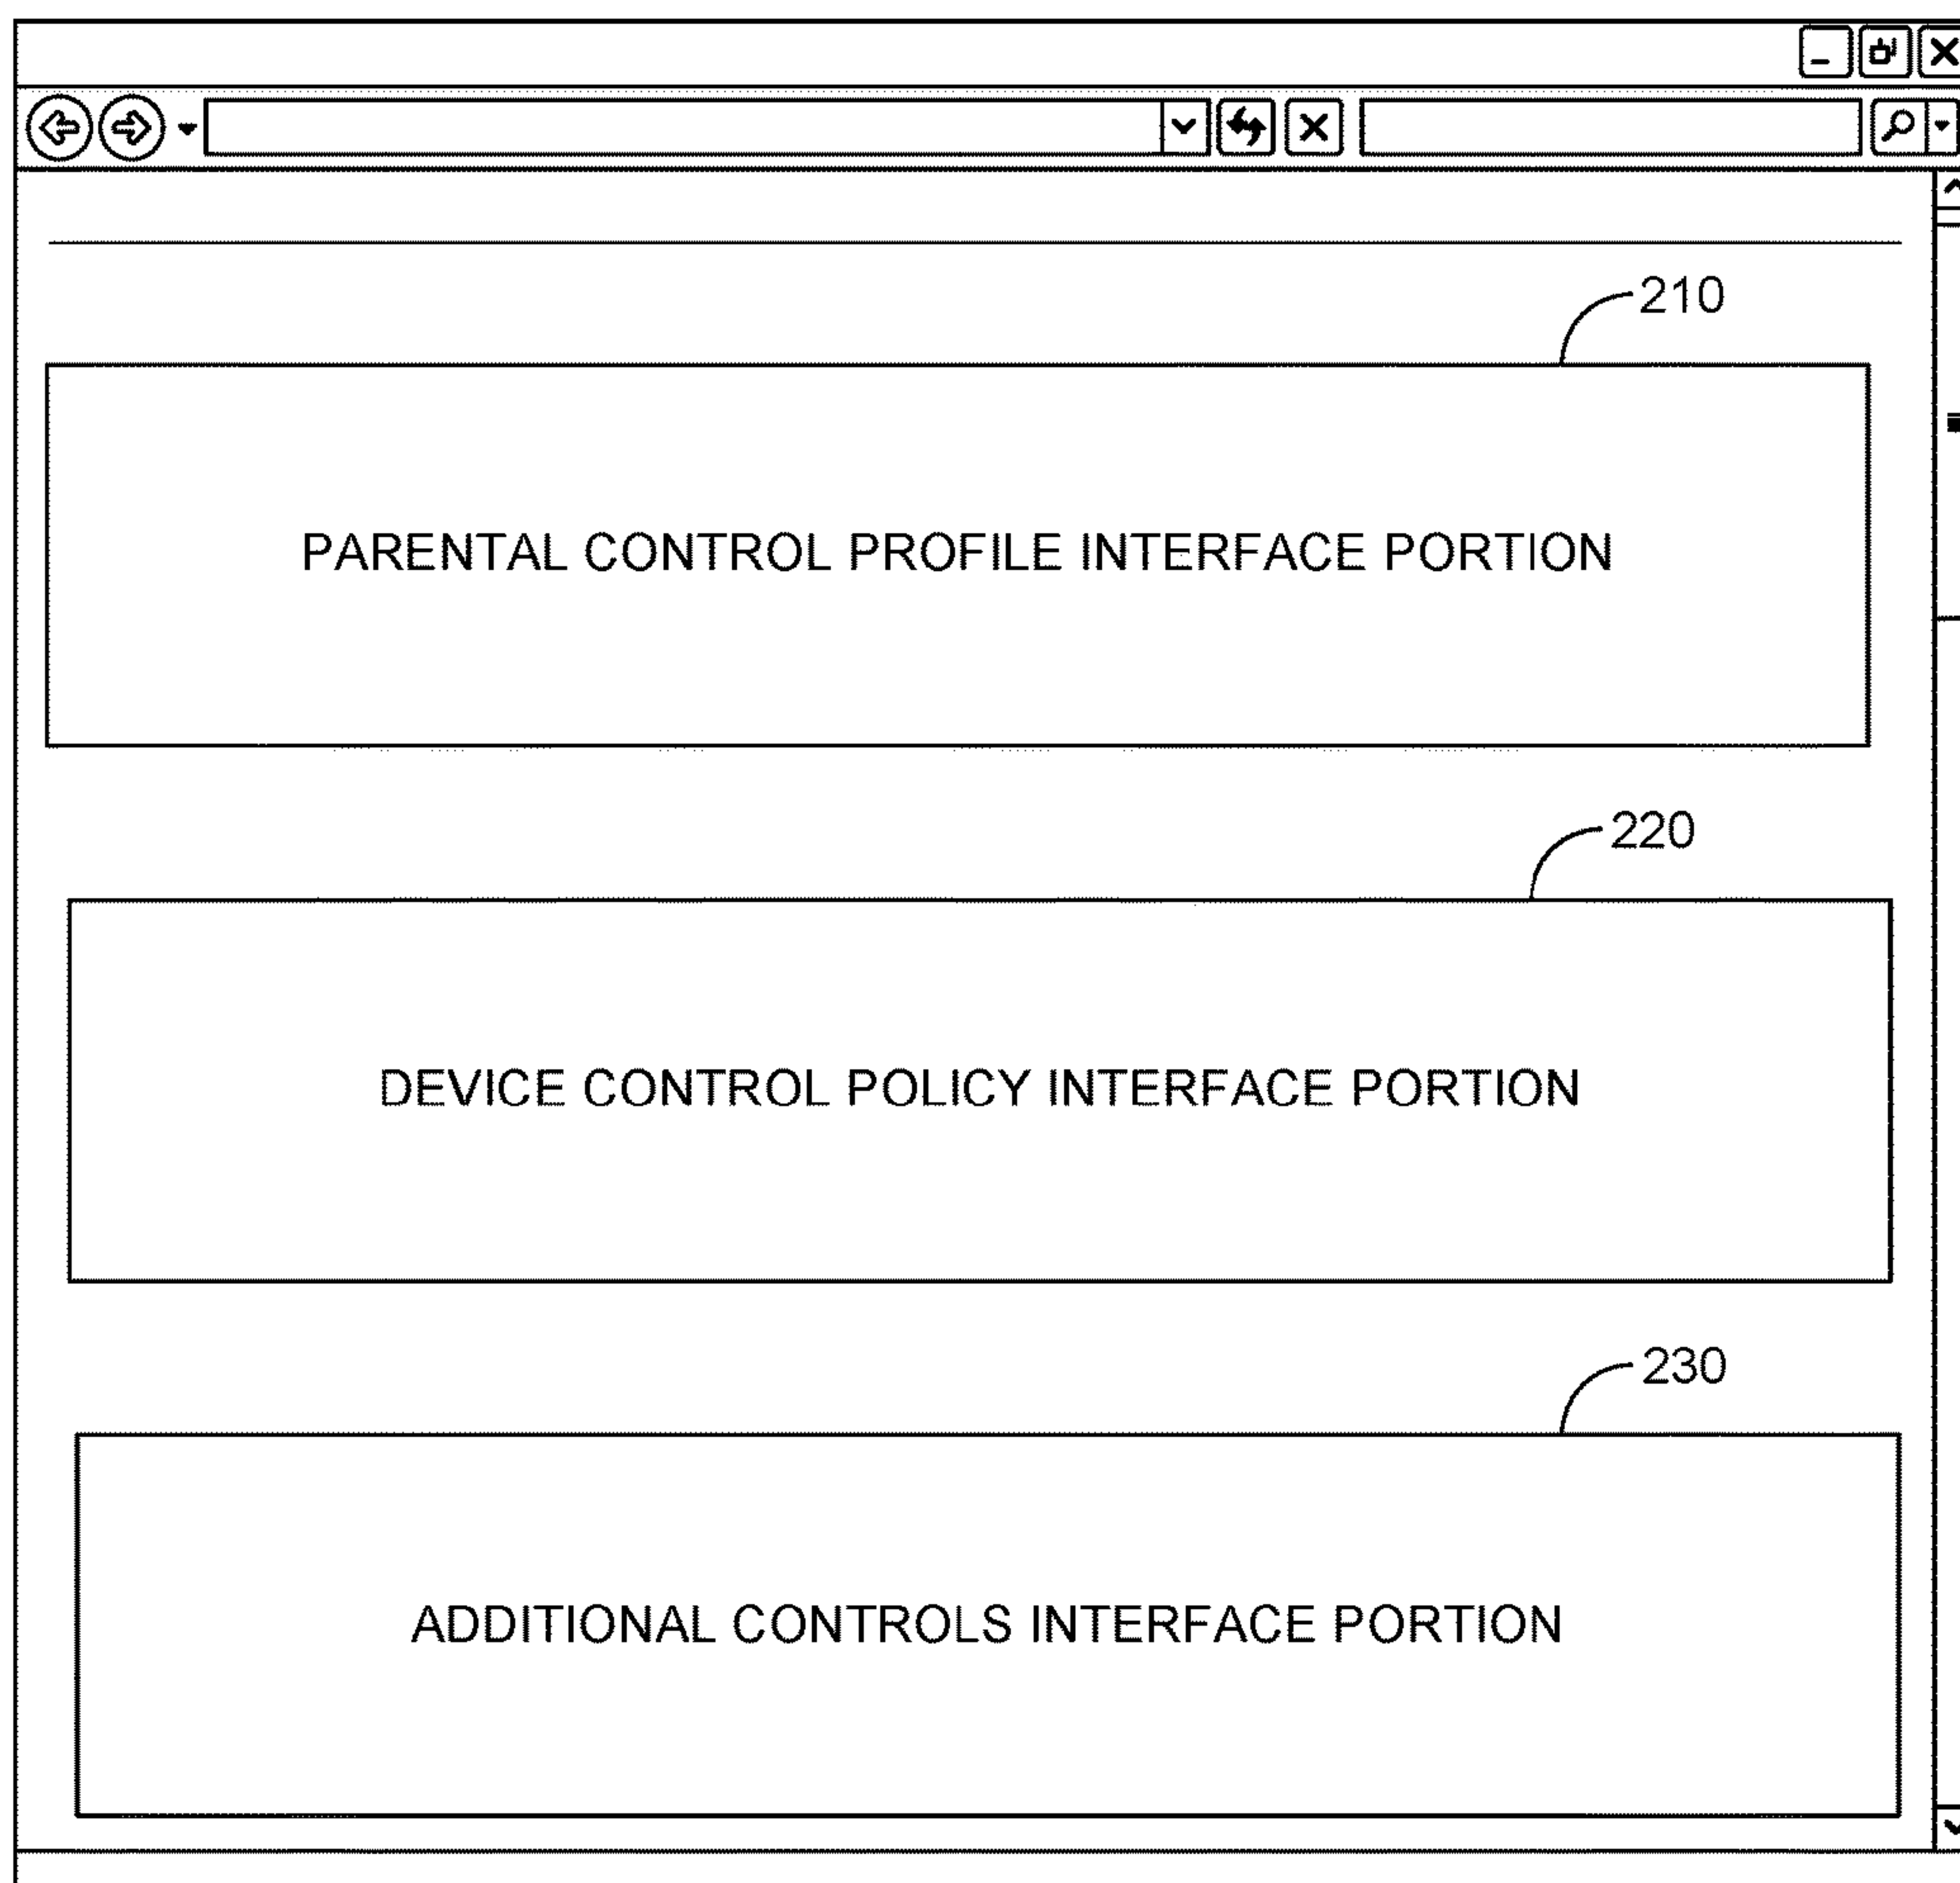 210
PARENTAL CONTROL PROFILE INTERFACE PORTION
220
DEVICE CONTROL POLICY INTERFACE PORTION
230
ADDITIONAL CONTROLS INTERFACE PORTION